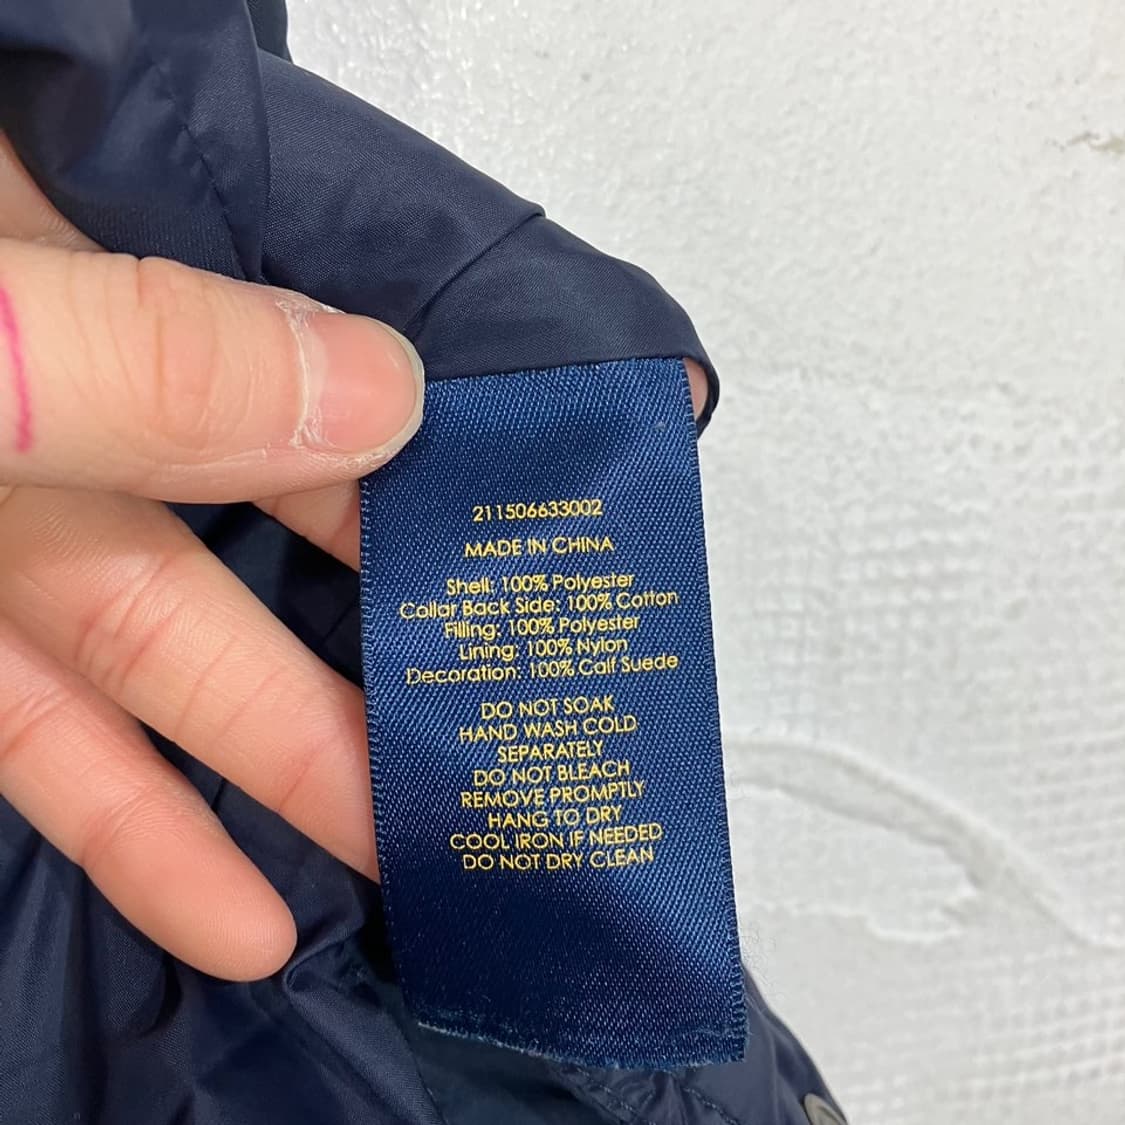 211506633002
MADE IN CHINA
Shell: 100% Polyester
Collar Back Side: 100% Cotton
Filling: 100% Polyester
Lining: 100% Nylon
Decoration: 100% Calf Suede
DO NOT SOAK
HAND WASH COLD
SEPARATELY
DO NOT BLEACH
REMOVE PROMPTLY
HANG TO DRY
COOL IRON IF NEEDED
DO NOT DRY CLEAN